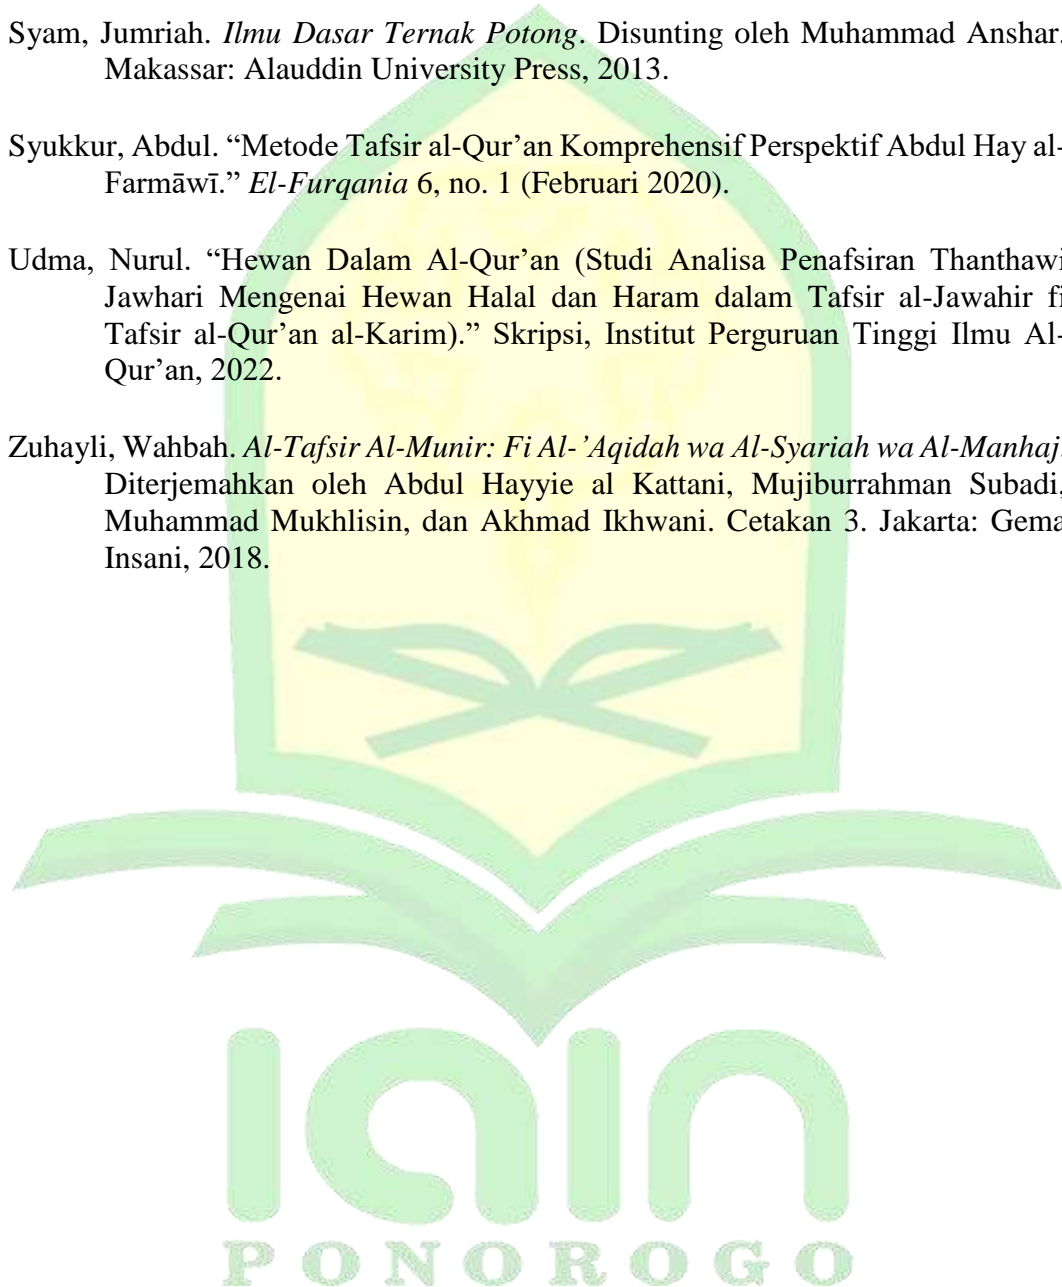 Syam, Jumriah. Ilmu Dasar Ternak Potong. Disunting oleh Muhammad Anshar.
Makassar: Alauddin University Press, 2013.
Syukkur, Abdul. “Metode Tafsir al-Qur’an Komprehensif Perspektif Abdul Hay al-
Farmāwī.” El-Furqania 6, no. 1 (Februari 2020).
Udma, Nurul. “Hewan Dalam Al-Qur’an (Studi Analisa Penafsiran Thanthawi
Jawhari Mengenai Hewan Halal dan Haram dalam Tafsir al-Jawahir fi
Tafsir al-Qur’an al-Karim).” Skripsi, Institut Perguruan Tinggi Ilmu Al-
Qur’an, 2022.
Zuhayli, Wahbah. Al-Tafsir Al-Munir: Fi Al-’Aqidah wa Al-Syariah wa Al-Manhaj.
Diterjemahkan oleh Abdul Hayyie al Kattani, Mujiburrahman Subadi,
Muhammad Mukhlisin, dan Akhmad Ikhwani. Cetakan 3. Jakarta: Gema
Insani, 2018.
IAIN
PONOROGO